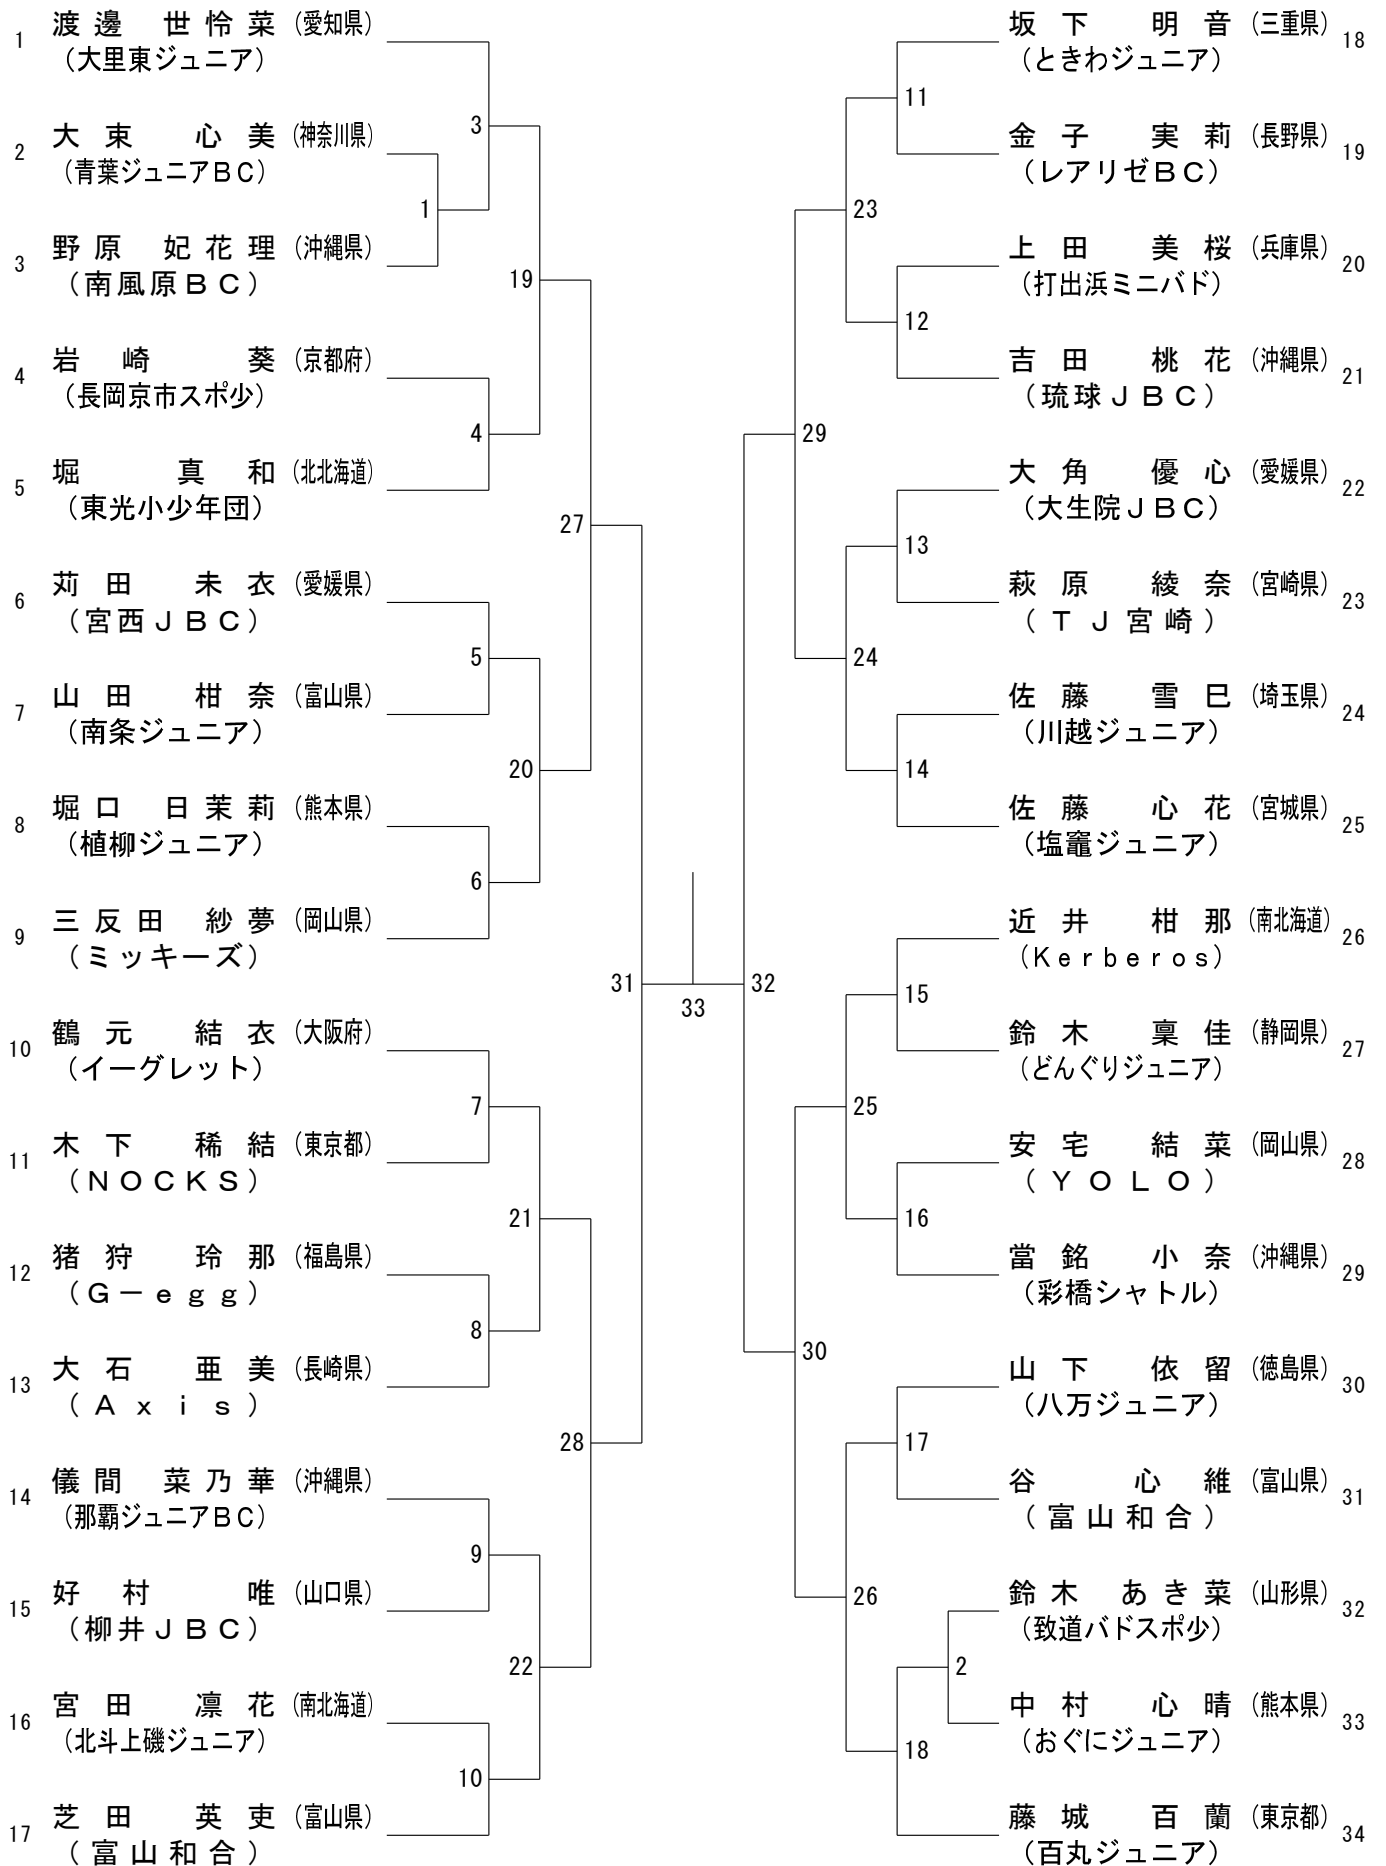 1 渡邊 世怜菜 (愛知県)
(大里東ジュニア)
2 大東 心美 (神奈川県)
(青葉ジュニアＢＣ)
3 野原 妃花理 (沖縄県)
(南風原ＢＣ)
4 岩崎 葵 (京都府)
(長岡京市スポ少)
5 堀 真和 (北北海道)
(東光小少年団)
6 苅田 未衣 (愛媛県)
(宮西ＪＢＣ)
7 山田 柑奈 (富山県)
(南条ジュニア)
8 堀口 日茉莉 (熊本県)
(植柳ジュニア)
9 三反田 紗夢 (岡山県)
(ミッキーズ)
10 鶴元 結衣 (大阪府)
(イーグレット)
11 木下 稀結 (東京都)
(ＮＯＣＫＳ)
12 猪狩 玲那 (福島県)
(Ｇ－ｅｇｇ)
13 大石 亜美 (長崎県)
(Ａｘｉｓ)
14 儀間 菜乃華 (沖縄県)
(那覇ジュニアＢＣ)
15 好村 唯 (山口県)
(柳井ＪＢＣ)
16 宮田 凛花 (南北海道)
(北斗上磯ジュニア)
17 芝田 英吏 (富山県)
(富山和合)
3
1
19
4
27
5
20
6
31
7
21
8
28
9
22
10
33
32
11
23
12
29
13
24
14
15
25
16
30
17
26
2
18
坂下 明音 (三重県) 18
(ときわジュニア)
金子 実莉 (長野県) 19
(レアリゼＢＣ)
上田 美桜 (兵庫県) 20
(打出浜ミニバド)
吉田 桃花 (沖縄県) 21
(琉球ＪＢＣ)
大角 優心 (愛媛県) 22
(大生院ＪＢＣ)
萩原 綾奈 (宮崎県) 23
(ＴＪ宮崎)
佐藤 雪巳 (埼玉県) 24
(川越ジュニア)
佐藤 心花 (宮城県) 25
(塩竈ジュニア)
近井 柑那 (南北海道) 26
(Ｋｅｒｂｅｒｏｓ)
鈴木 稟佳 (静岡県) 27
(どんぐりジュニア)
安宅 結菜 (岡山県) 28
(ＹＯＬＯ)
當銘 小奈 (沖縄県) 29
(彩橋シャトル)
山下 依留 (徳島県) 30
(八万ジュニア)
谷 心維 (富山県) 31
(富山和合)
鈴木 あき菜 (山形県) 32
(致道バドスポ少)
中村 心晴 (熊本県) 33
(おぐにジュニア)
藤城 百蘭 (東京都) 34
(百丸ジュニア)